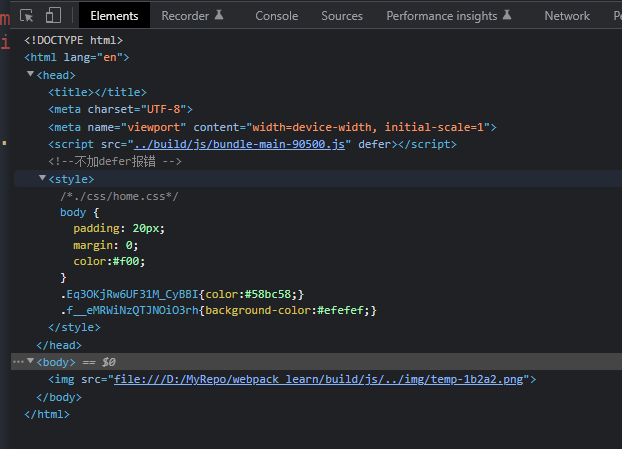 Elements Recorder Console Sources Performance insights Network
<!DOCTYPE html>
<html lang="en">
<head>
<title></title>
<meta charset="UTF-8">
<meta name="viewport" content="width=device-width, initial-scale=1">
<script src="../build/js/bundle-main-90500.js" defer></script>
<!--不加defer报错 -->
<style>
/*./css/home.css*/
body {
padding: 20px;
margin: 0;
color:#f00;
}
.Eq3OKjRw6UF31M_CyBBI{color:#58bc58;}
.f__eMRWiNzQTJNOiO3rh{background-color:#efefef;}
</style>
</head>
<body> == $0
<img src="file:///D:/MyRepo/webpack_learn/build/js/../img/temp-1b2a2.png">
</body>
</html>